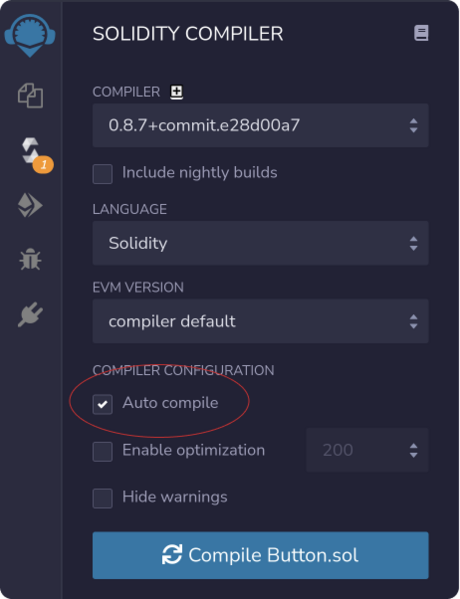 SOLIDITY COMPILER
COMPILER
0.8.7+commit.e28d00a7
Include nightly builds
1
LANGUAGE
Solidity
EVM VERSION
compiler default
COMPILER CONFIGURATION
Auto compile
Enable optimization 200
Hide warnings
Compile Button.sol